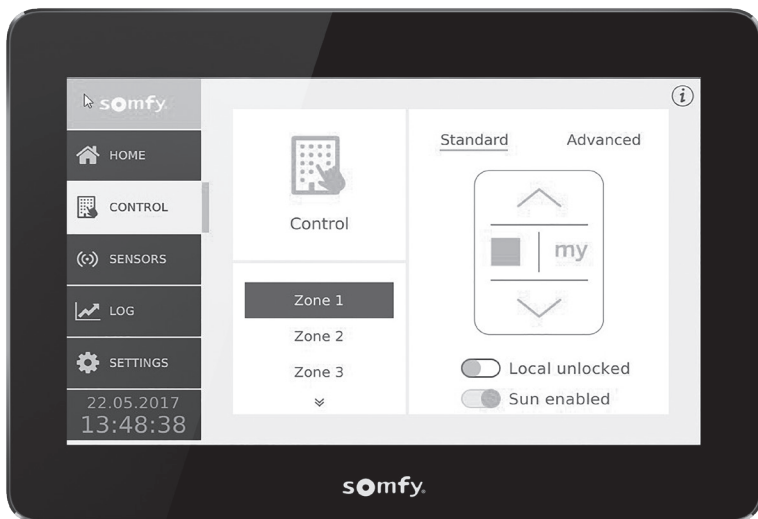 somfy.
HOME
CONTROL
SENSORS
LOG
SETTINGS
22.05.2017
13:48:38
Control
Zone 1
Zone 2
Zone 3
i
Standard
Advanced
my
Local unlocked
Sun enabled
somfy.